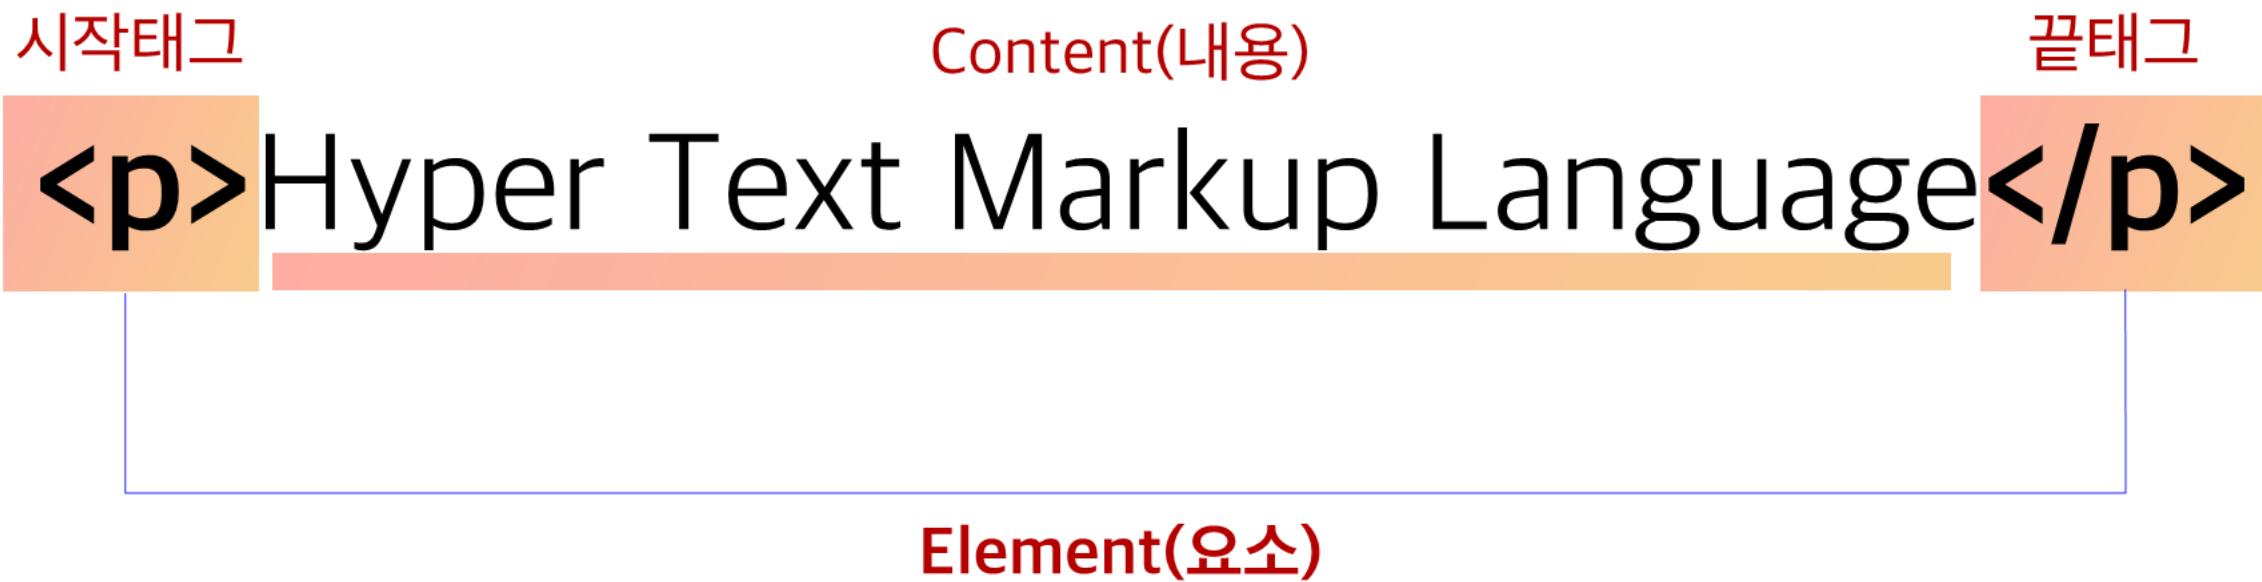 시작태그 Content(내용) 끝태그
<p>Hyper Text Markup Language</p>
Element(요소)